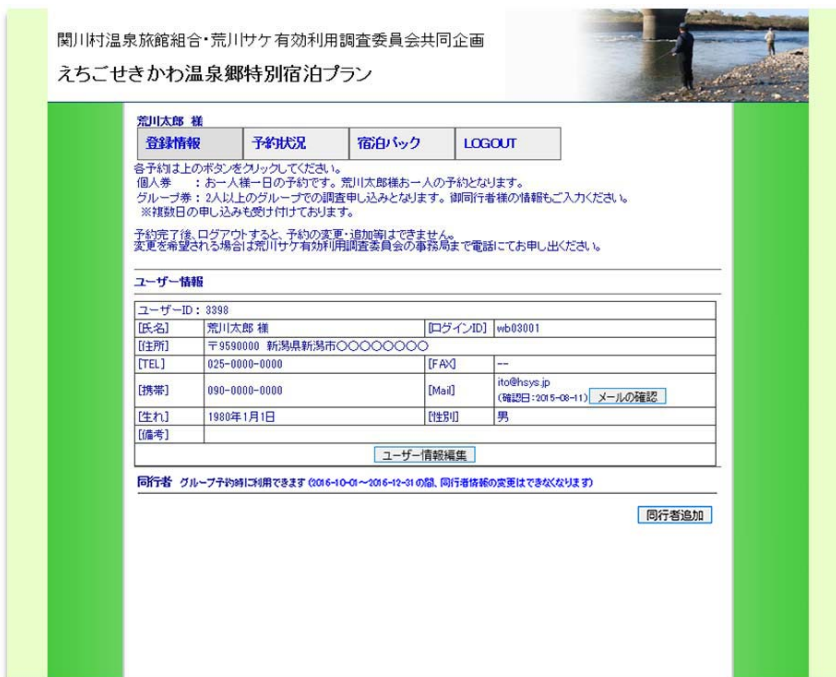 関川村温泉旅館組合・荒川サケ有効利用調査委員会共同企画
えちごせきかわ温泉郷特別宿泊プラン
荒川太郎 様
登録情報 予約状況 宿泊パック LOGOUT
各予約は上のボタンをクリックしてください。
個人券 :お一人様一日の予約です。荒川太郎様お一人の予約となります。
グループ券:2人以上のグループでの調査申し込みとなります。御同行者様の情報もご入力ください。
※複数日の申し込みも受け付けております。
予約完了後、ログアウトすると、予約の変更・追加等はできません。
変更を希望される場合は荒川サケ有効利用調査委員会の事務局まで電話にてお申し出ください。
ユーザー情報
ユーザーID:3398
[氏名] 荒川太郎 様 [ログインID] wb03001
[住所] 〒9590000 新潟県新潟市〇〇〇〇〇〇〇〇
[TEL] 025-0000-0000 [FAX] --
[携帯] 090-0000-0000 [Mail] ito@hsys.jp
(確認日:2015-08-11) メールの確認
[生れ] 1980年1月1日 [性別] 男
[備考]
ユーザー情報編集
同行者 グループ予約時に利用できます (2016-10-01～2016-12-31の間、同行者情報の変更はできなくなります)
同行者追加